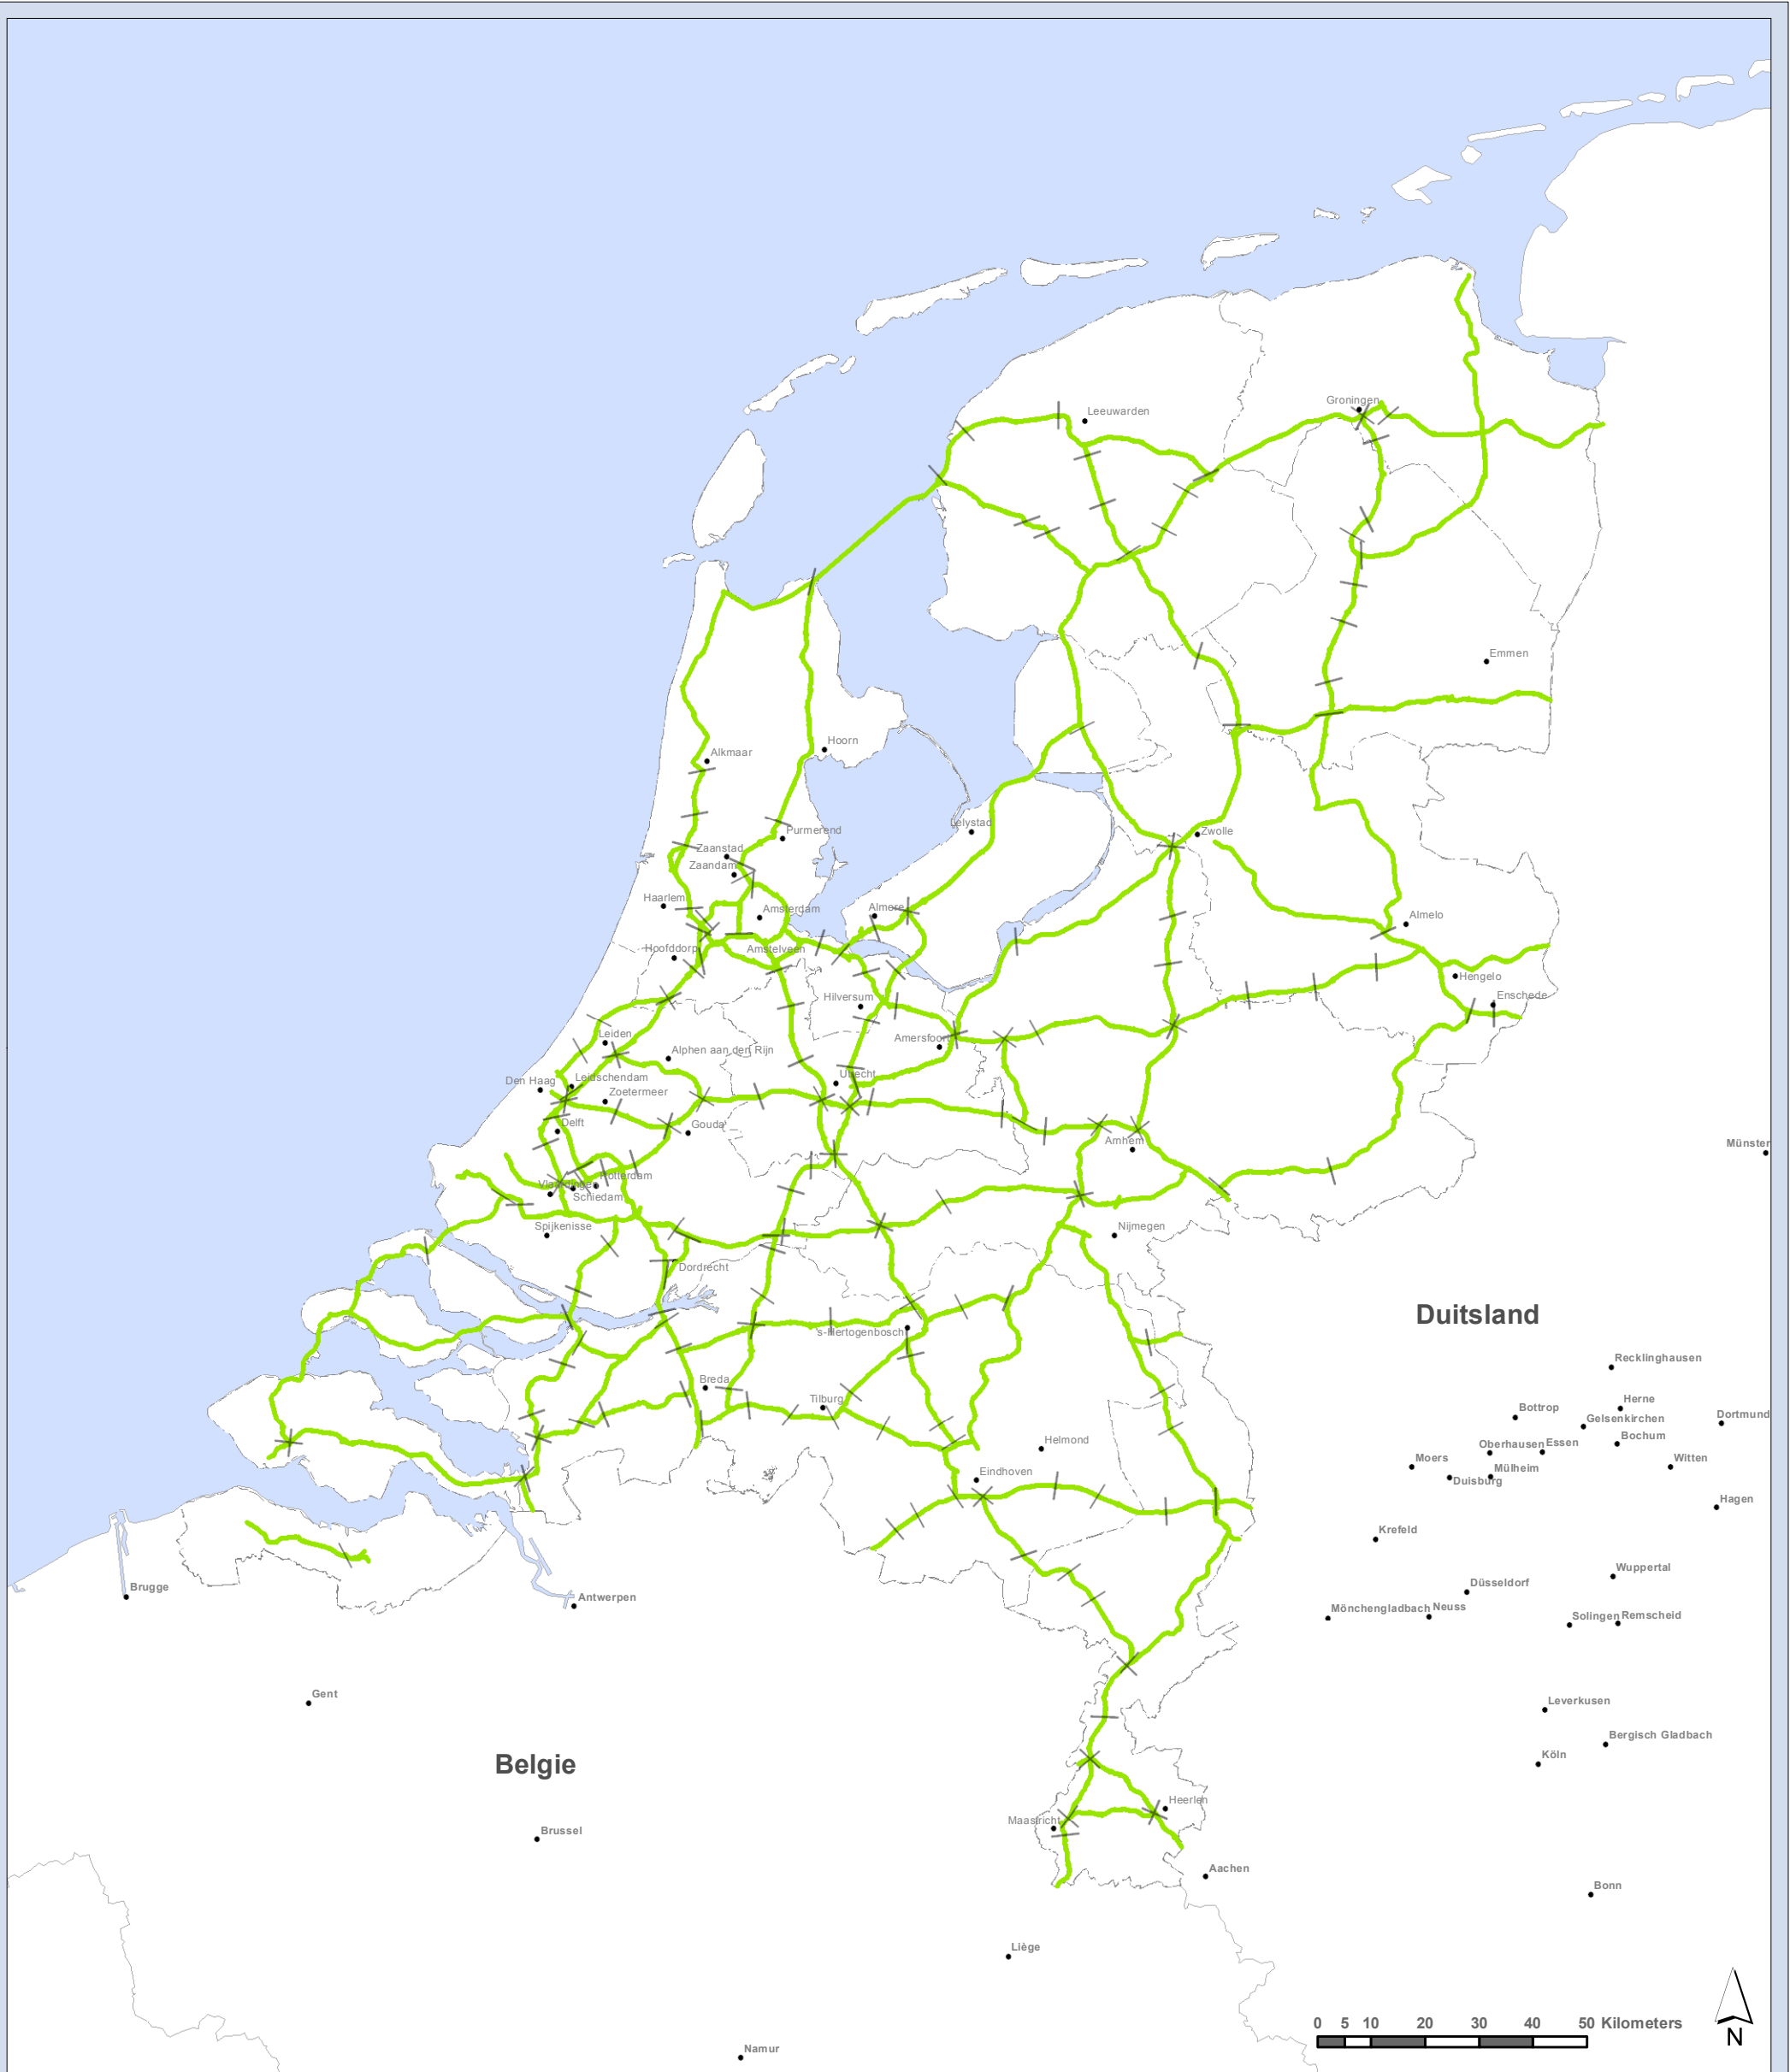 Groningen
Leeuwarden
Emmen
Hoorn
Alkmaar
Purmerend
Lelystad
Zwolle
Zaanstad
Zaandam
Haarlem
Amsterdam
Almere
Almelo
Hoofddorp
Amstelveen
Hengelo
Hilversum
Enschede
Leiden
Amersfoort
Alphen aan den Rijn
Den Haag
Leidschendam
Utrecht
Zoetermeer
Delft
Gouda
Arnhem
Münster
Rotterdam
Schiedam
Spijkenisse
Nijmegen
Dordrecht
Duitsland
's-Hertogenbosch
Recklinghausen
Breda
Tilburg
Herne
Bottrop
Gelsenkirchen
Dortmund
Helmond
Oberhausen
Essen
Bochum
Moers
Mülheim
Witten
Eindhoven
Duisburg
Hagen
Krefeld
Brugge
Antwerpen
Wuppertal
Düsseldorf
Mönchengladbach
Neuss
Solingen
Remscheid
Gent
Leverkusen
Bergisch Gladbach
Belgie
Köln
Heerlen
Maastricht
Brussel
Aachen
Bonn
Liège
0 5 10 20 30 40 50 Kilometers
N
Namur